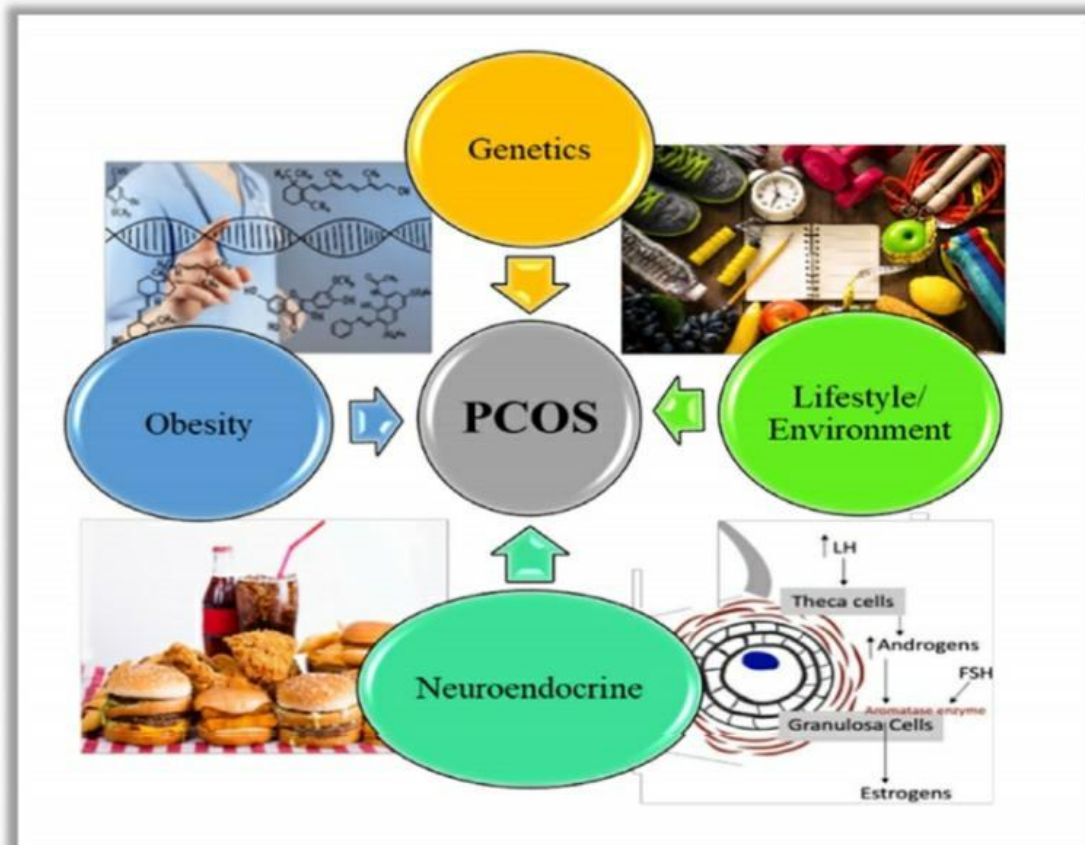 Genetics
Obesity
PCOS
Lifestyle/
Environment
Neuroendocrine
↑LH
Theca cells
↑Androgens
FSH
Aromatase enzyme
Granulosa Cells
Estrogens